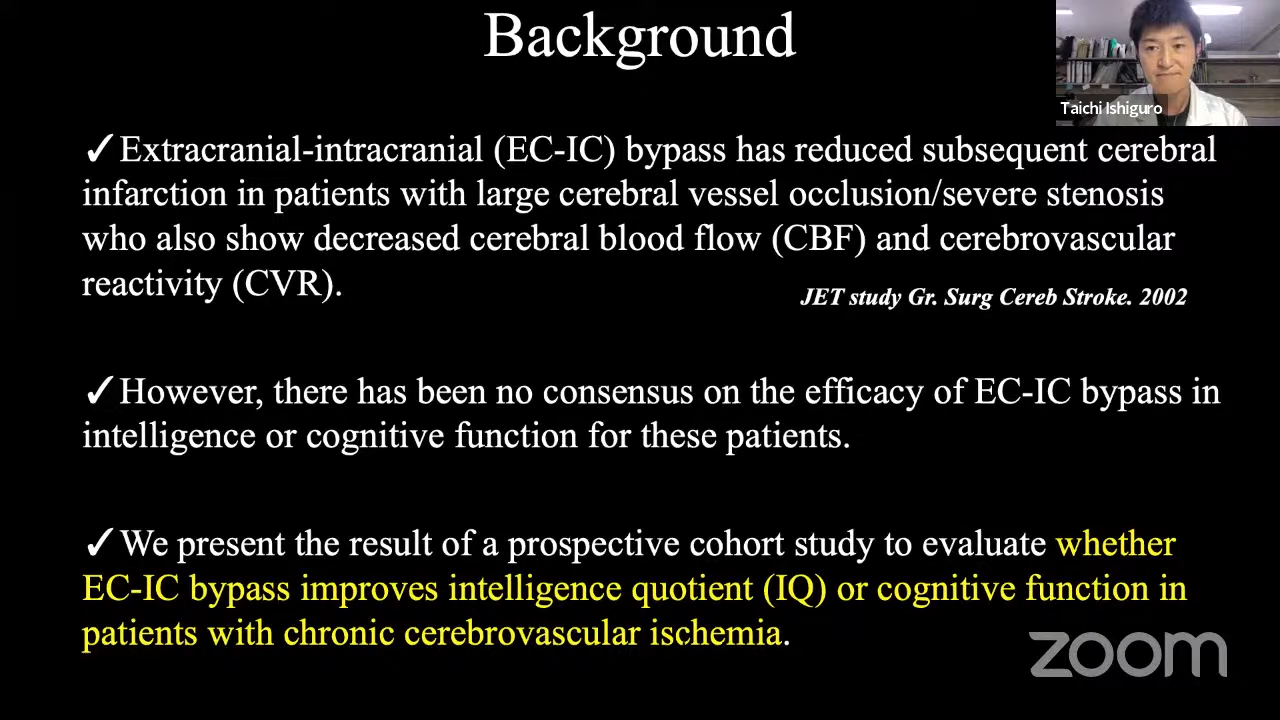 Background
Taichi Ishiguro
✓Extracranial-intracranial (EC-IC) bypass has reduced subsequent cerebral
infarction in patients with large cerebral vessel occlusion/severe stenosis
who also show decreased cerebral blood flow (CBF) and cerebrovascular
reactivity (CVR).
JET study Gr. Surg Cereb Stroke. 2002
✓However, there has been no consensus on the efficacy of EC-IC bypass in
intelligence or cognitive function for these patients.
✓We present the result of a prospective cohort study to evaluate whether
EC-IC bypass improves intelligence quotient (IQ) or cognitive function in
patients with chronic cerebrovascular ischemia.
zoom